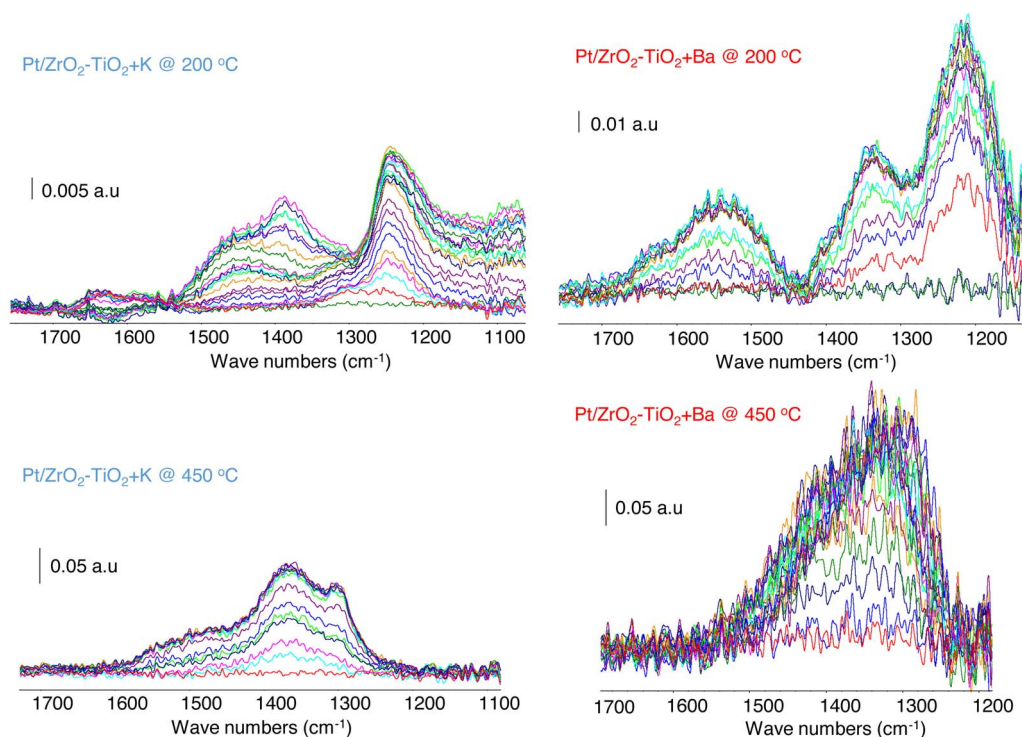 Pt/ZrO₂-TiO₂+K @ 200 ºC
0.005 a.u
1700 1600 1500 1400 1300 1200 1100
Wave numbers (cm⁻¹)
Pt/ZrO₂-TiO₂+Ba @ 200 ºC
0.01 a.u
1700 1600 1500 1400 1300 1200
Wave numbers (cm⁻¹)
Pt/ZrO₂-TiO₂+K @ 450 ºC
0.05 a.u
1700 1600 1500 1400 1300 1200 1100
Wave numbers (cm⁻¹)
Pt/ZrO₂-TiO₂+Ba @ 450 ºC
0.05 a.u
1700 1600 1500 1400 1300 1200
Wave numbers (cm⁻¹)